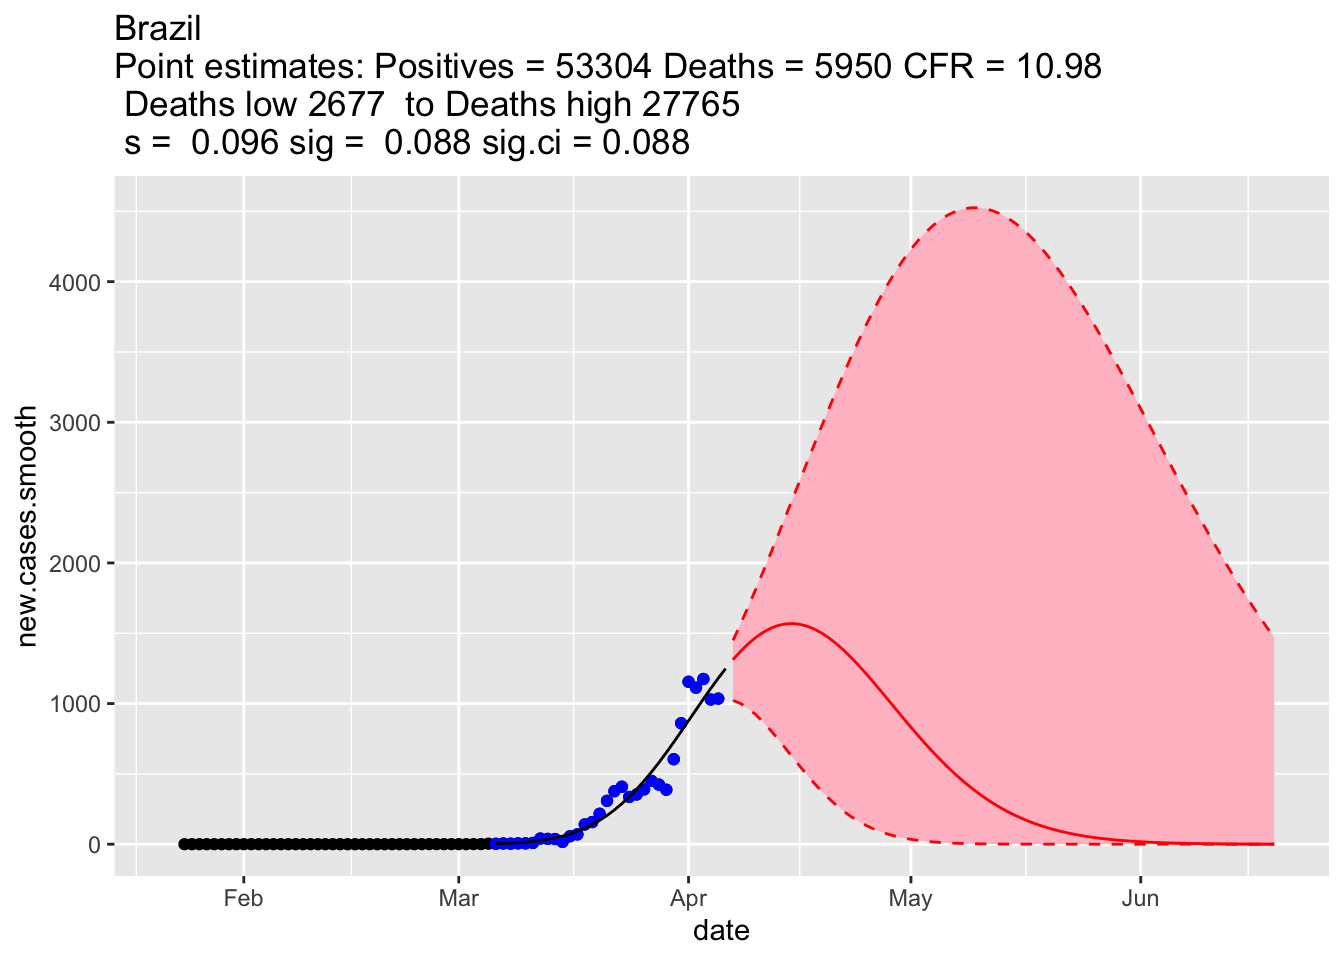 Brazil
Point estimates: Positives = 53304 Deaths = 5950 CFR = 10.98
Deaths low 2677  to Deaths high 27765
s =  0.096 sig =  0.088 sig.ci = 0.088
4000
3000
2000
1000
0
new.cases.smooth
Feb Mar Apr May Jun
date